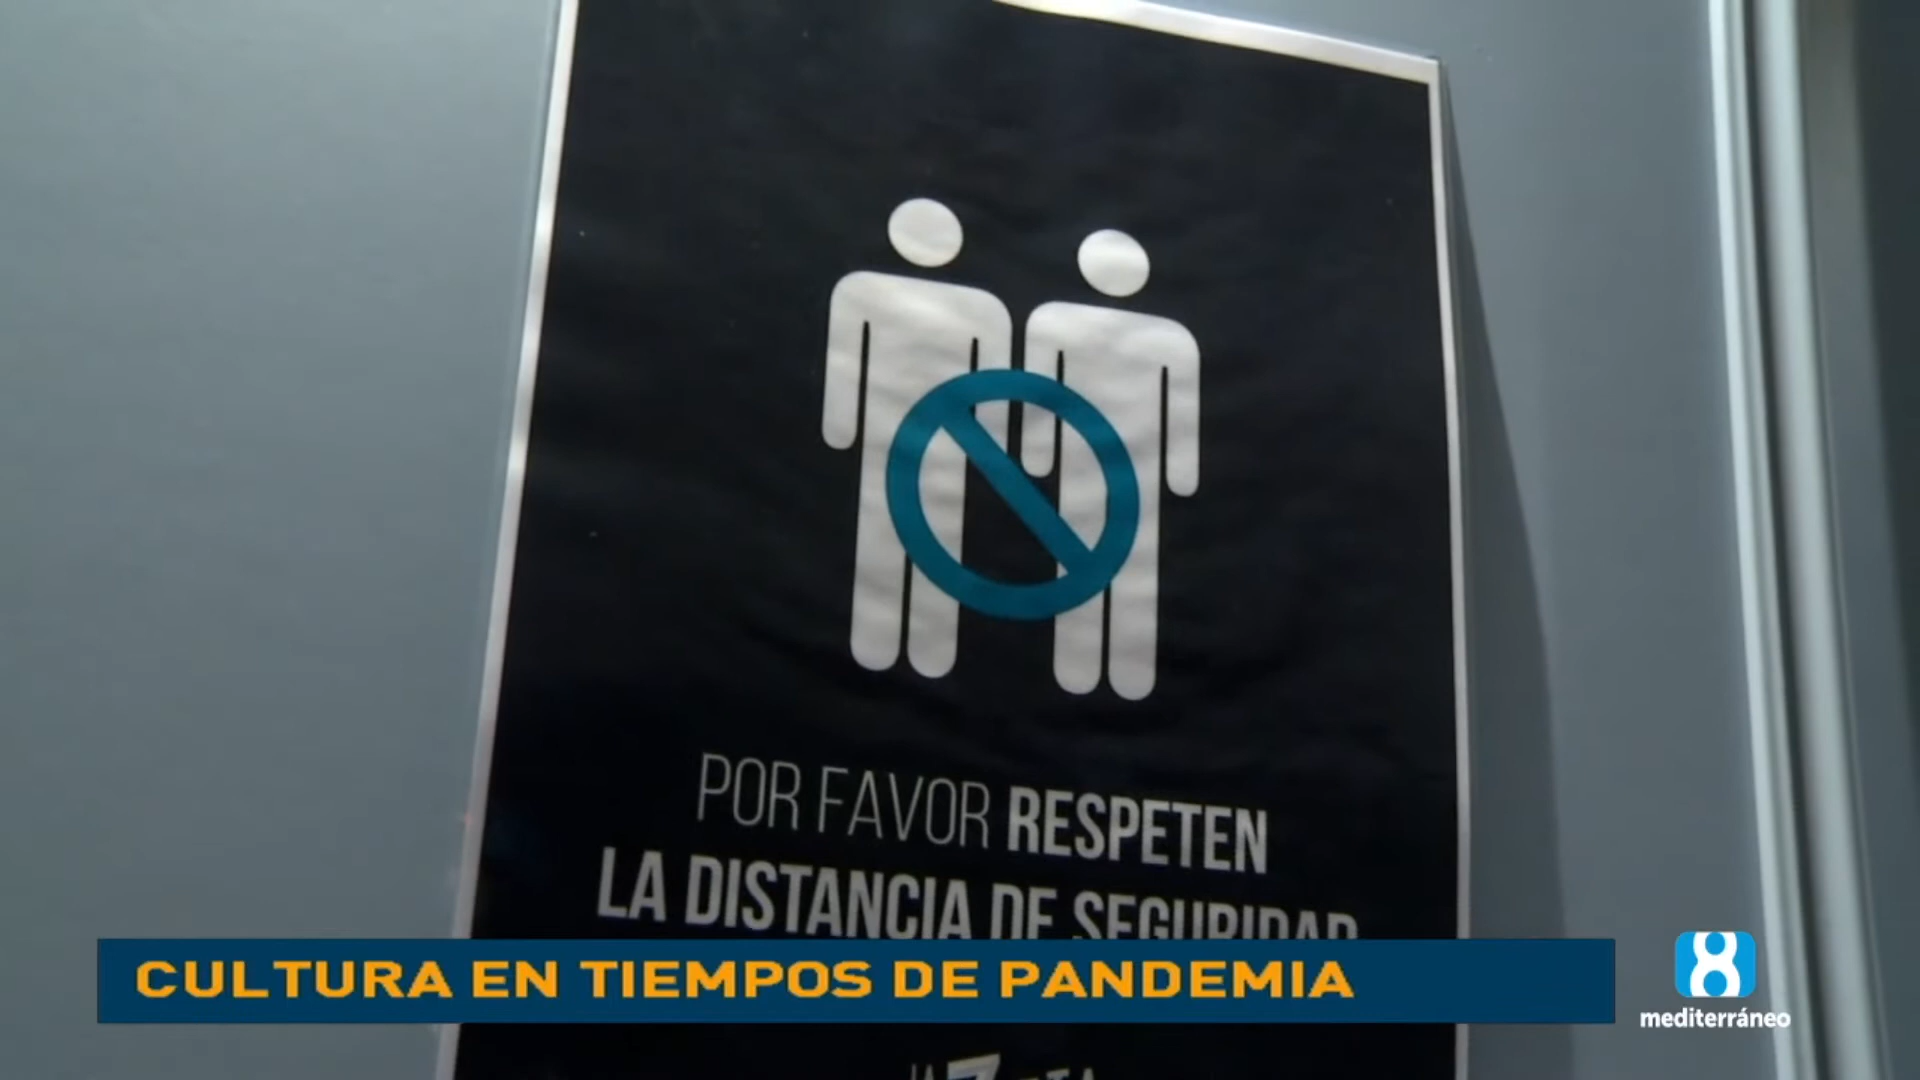 POR FAVOR RESPETEN
LA DISTANCIA DE SEGURIDAD
CULTURA EN TIEMPOS DE PANDEMIA
8
mediterráneo